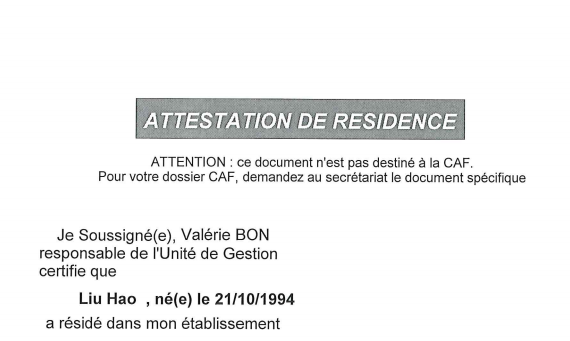 ATTESTATION DE RESIDENCE
ATTENTION : ce document n'est pas destiné à la CAF.
Pour votre dossier CAF, demandez au secrétariat le document spécifique
Je Soussigné(e), Valérie BON
responsable de l'Unité de Gestion
certifie que
Liu Hao , né(e) le 21/10/1994
a résidé dans mon établissement